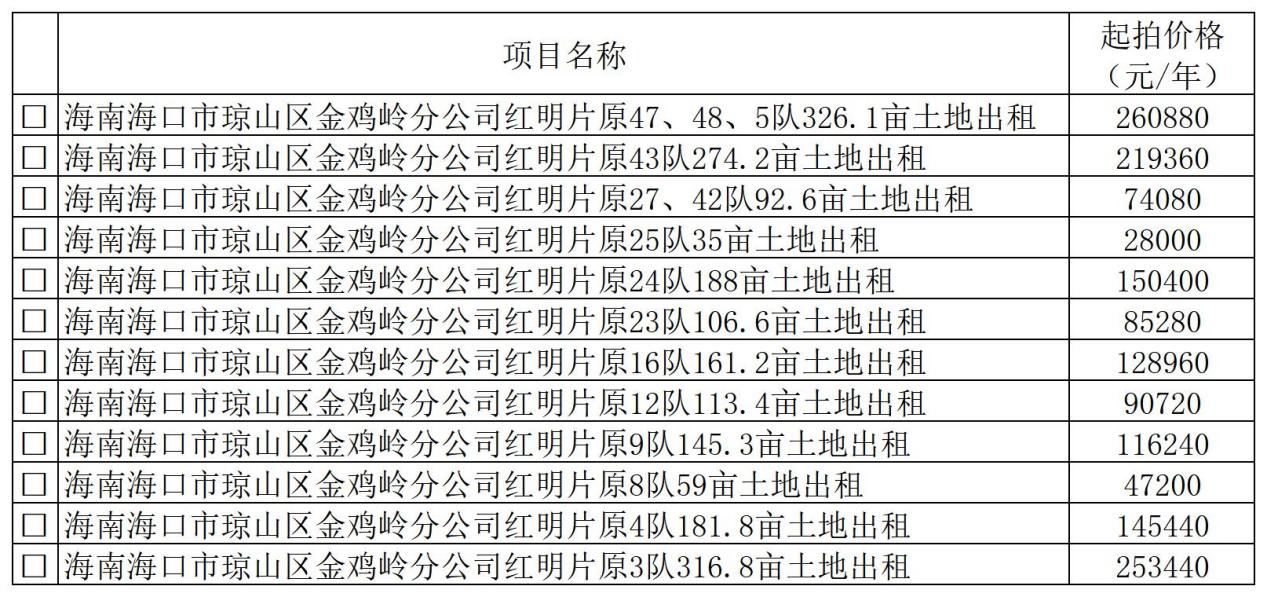 项目名称
起拍价格
（元/年）
□ 海南海口市琼山区金鸡岭分公司红明片原47、48、5队326.1亩土地出租 260880
□ 海南海口市琼山区金鸡岭分公司红明片原43队274.2亩土地出租 219360
□ 海南海口市琼山区金鸡岭分公司红明片原27、42队92.6亩土地出租 74080
□ 海南海口市琼山区金鸡岭分公司红明片原25队35亩土地出租 28000
□ 海南海口市琼山区金鸡岭分公司红明片原24队188亩土地出租 150400
□ 海南海口市琼山区金鸡岭分公司红明片原23队106.6亩土地出租 85280
□ 海南海口市琼山区金鸡岭分公司红明片原16队161.2亩土地出租 128960
□ 海南海口市琼山区金鸡岭分公司红明片原12队113.4亩土地出租 90720
□ 海南海口市琼山区金鸡岭分公司红明片原9队145.3亩土地出租 116240
□ 海南海口市琼山区金鸡岭分公司红明片原8队59亩土地出租 47200
□ 海南海口市琼山区金鸡岭分公司红明片原4队181.8亩土地出租 145440
□ 海南海口市琼山区金鸡岭分公司红明片原3队316.8亩土地出租 253440